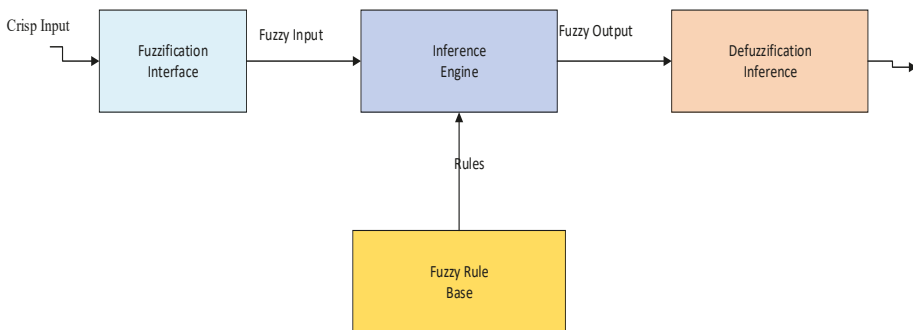 Crisp Input
Fuzzification
Interface
Fuzzy Input
Inference
Engine
Fuzzy Output
Defuzzification
Inference
Rules
Fuzzy Rule
Base